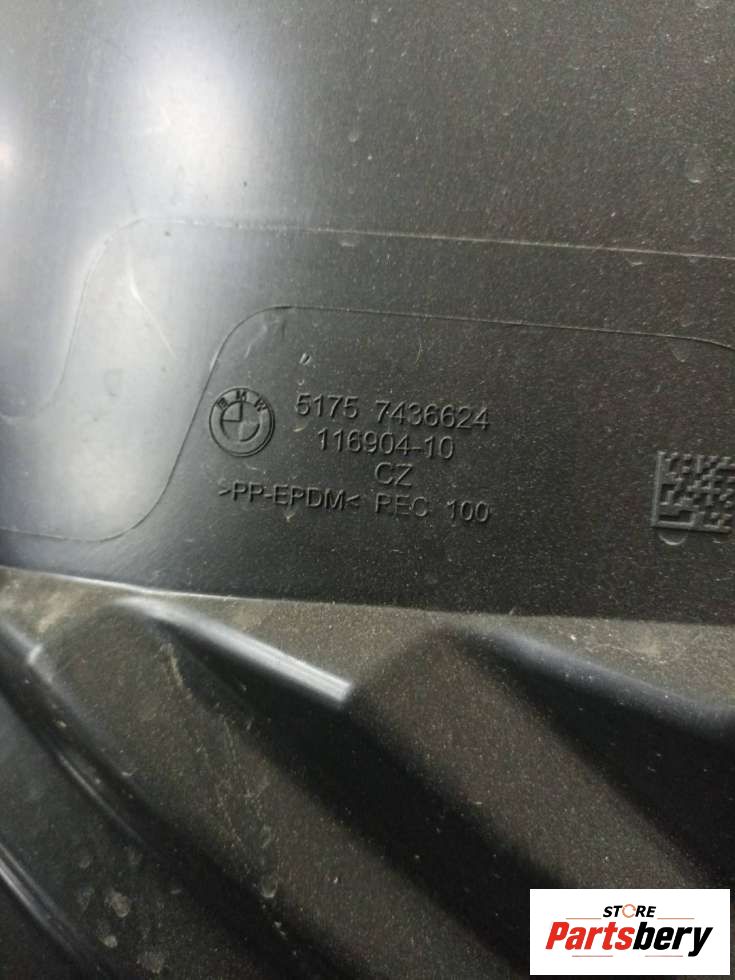 BMW
5175 7436624
116904-10
CZ
>PP-EPDM< REC 100
STORE
Partsbery